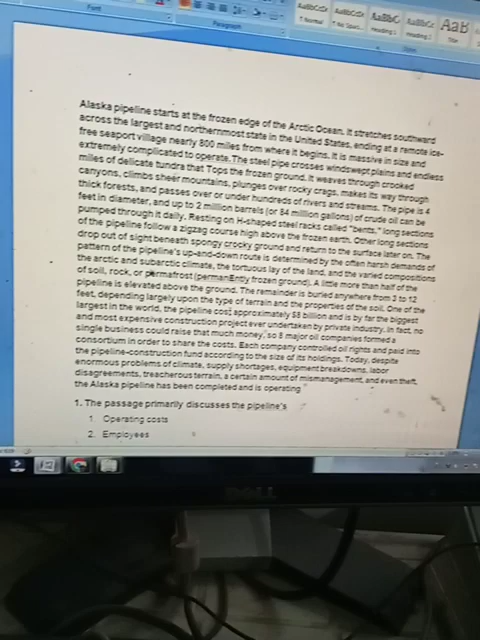 Font
Paragraph
AaBbCcDc
AaBbCcDc
AaBbC
AaBbCc
AaB
¶ Normal
Heading 1
Heading 2
Title
Alaska pipeline starts at the frozen edge of the Arctic Ocean. It stretches southward
across the largest and northernmost state in the United States, ending at a remote ice-
free seaport village nearly 800 miles from where it begins. It is massive in size and
extremely complicated to operate. The steel pipe crosses windswept plains and endless
miles of delicate tundra that Tops the frozen ground. It weaves through crooked
canyons, climbs sheer mountains, plunges over rocky crags, makes its way through
thick forests, and passes over or under hundreds of rivers and streams. The pipe is 4
feet in diameter, and up to 2 million barrels (or 84 million gallons) of crude oil can be
pumped through it daily. Resting on H-shaped steel racks called "bents," long sections
of the pipeline follow a zigzag course high above the frozen earth. Other long sections
drop out of sight beneath spongy crocky ground and return to the surface later on. The
pattern of the pipeline's up-and-down route is determined by the often harsh demands of
the arctic and subarctic climate, the tortuous lay of the land, and the varied compositions
of soil, rock, or permafrost (permanEntiy frozen ground). A little more than half of the
pipeline is elevated above the ground. The remainder is buried anywhere from 3 to 12
feet, depending largely upon the type of terrain and the properties of the soil. One of the
largest in the world, the pipeline cost approximately $8 billion and is by far the biggest
and most expensive construction project ever undertaken by private industry. In fact, no
single business could raise that much money, so 8 major oil companies formed a
consortium in order to share the costs. Each company controlled oil rights and paid into
the pipeline-construction fund according to the size of its holdings. Today, despite
enormous problems of climate, supply shortages, equipment breakdowns, labor
disagreements, treacherous terrain, a certain amount of mismanagement, and even theft,
the Alaska pipeline has been completed and is operating.
1. The passage primarily discusses the pipeline's
1. Operating costs
2. Employees
DELL